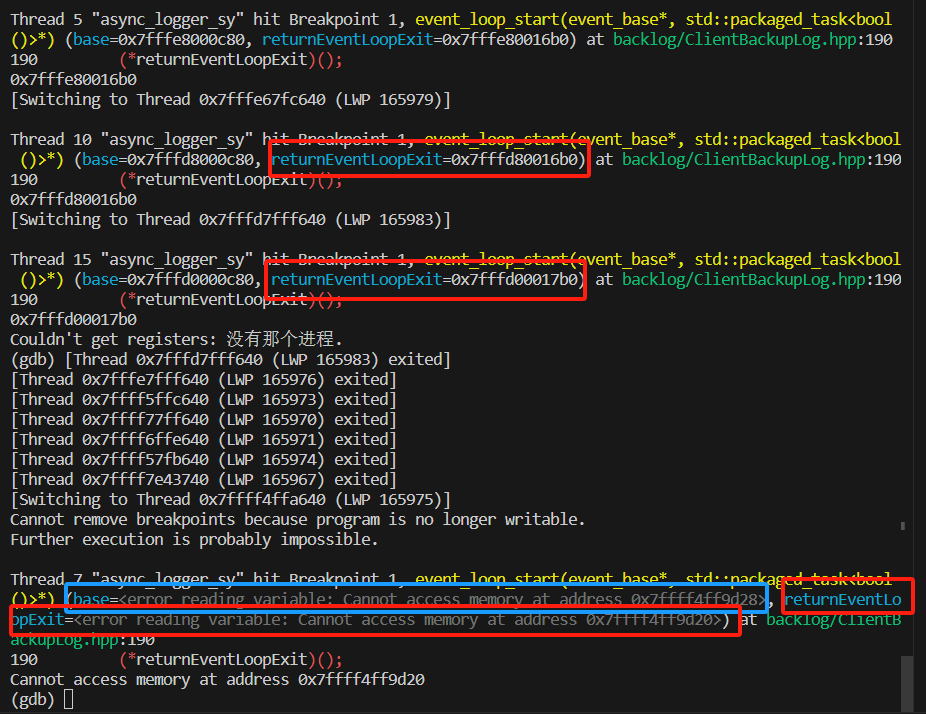 Thread 5 "async_logger_sy" hit Breakpoint 1, event_loop_start(event_base*, std::packaged_task<bool
()>*) (base=0x7fffe8000c80, returnEventLoopExit=0x7fffe80016b0) at backlog/ClientBackupLog.hpp:190
190 (*returnEventLoopExit)();
0x7fffe80016b0
[Switching to Thread 0x7fffe67fc640 (LWP 165979)]
Thread 10 "async_logger_sy" hit Breakpoint 1, event_loop_start(event_base*, std::packaged_task<bool
()>*) (base=0x7fffd8000c80, returnEventLoopExit=0x7fffd80016b0) at backlog/ClientBackupLog.hpp:190
190 (*returnEventLoopExit)();
0x7fffd80016b0
[Switching to Thread 0x7fffd7fff640 (LWP 165983)]
Thread 15 "async_logger_sy" hit Breakpoint 1, event_loop_start(event_base*, std::packaged_task<bool
()>*) (base=0x7fffd0000c80, returnEventLoopExit=0x7fffd00017b0) at backlog/ClientBackupLog.hpp:190
190 (*returnEventLoopExit)();
0x7fffd00017b0
Couldn't get registers: 没有那个进程.
(gdb) [Thread 0x7fffd7fff640 (LWP 165983) exited]
[Thread 0x7fffe7fff640 (LWP 165976) exited]
[Thread 0x7ffff5ffc640 (LWP 165973) exited]
[Thread 0x7ffff77ff640 (LWP 165970) exited]
[Thread 0x7ffff6ffe640 (LWP 165971) exited]
[Thread 0x7ffff57fb640 (LWP 165974) exited]
[Thread 0x7ffff7e43740 (LWP 165967) exited]
[Switching to Thread 0x7ffff4ffa640 (LWP 165975)]
Cannot remove breakpoints because program is no longer writable.
Further execution is probably impossible.
Thread 7 "async_logger_sy" hit Breakpoint 1, event_loop_start(event_base*, std::packaged_task<bool
()>*) (base=<error reading variable: Cannot access memory at address 0x7ffff4ff9d28>, returnEventLo
opExit=<error reading variable: Cannot access memory at address 0x7ffff4ff9d20>) at backlog/ClientB
ackupLog.hpp:190
190 (*returnEventLoopExit)();
Cannot access memory at address 0x7ffff4ff9d20
(gdb)